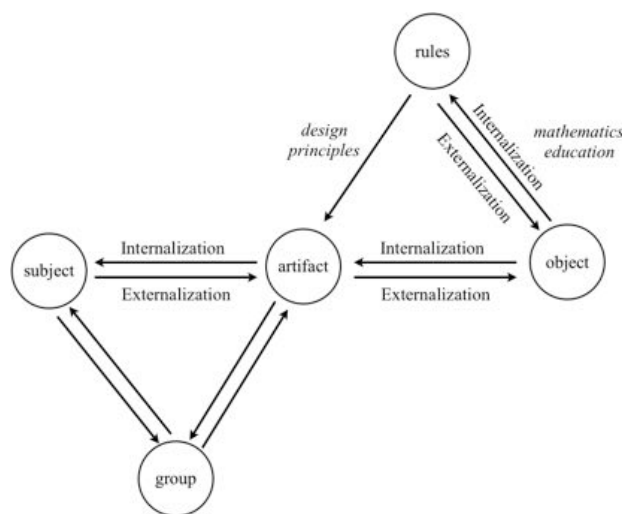 rules
design
principles
Internalization
mathematics
education
Externalization
subject
Internalization
Externalization
artifact
Internalization
Externalization
object
group